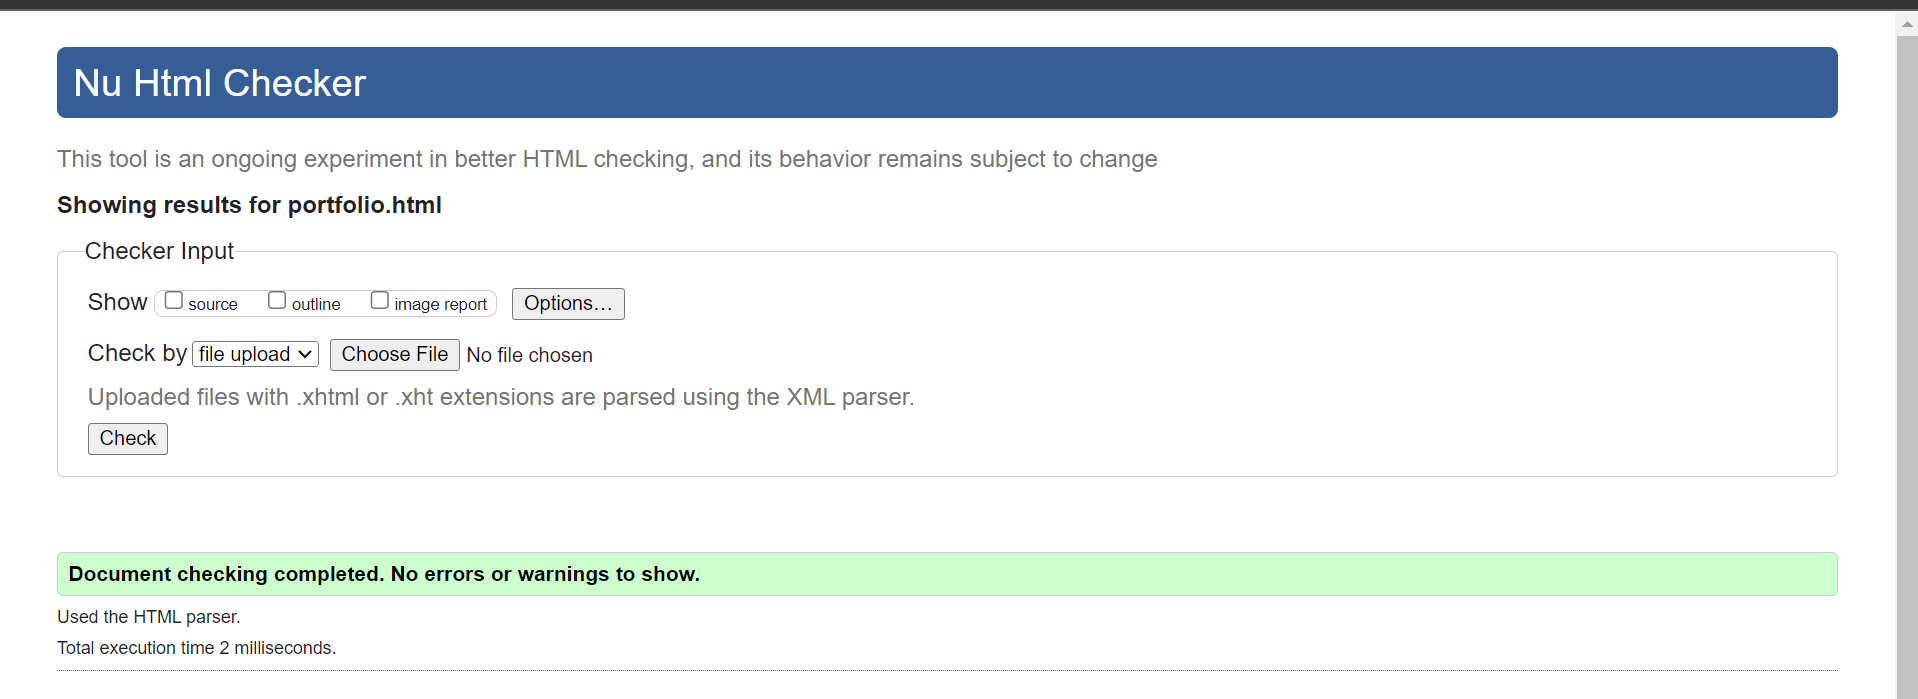 Nu Html Checker
This tool is an ongoing experiment in better HTML checking, and its behavior remains subject to change
Showing results for portfolio.html
Checker Input
Show source outline image report Options...
Check by file upload Choose File No file chosen
Uploaded files with .xhtml or .xht extensions are parsed using the XML parser.
Check
Document checking completed. No errors or warnings to show.
Used the HTML parser.
Total execution time 2 milliseconds.